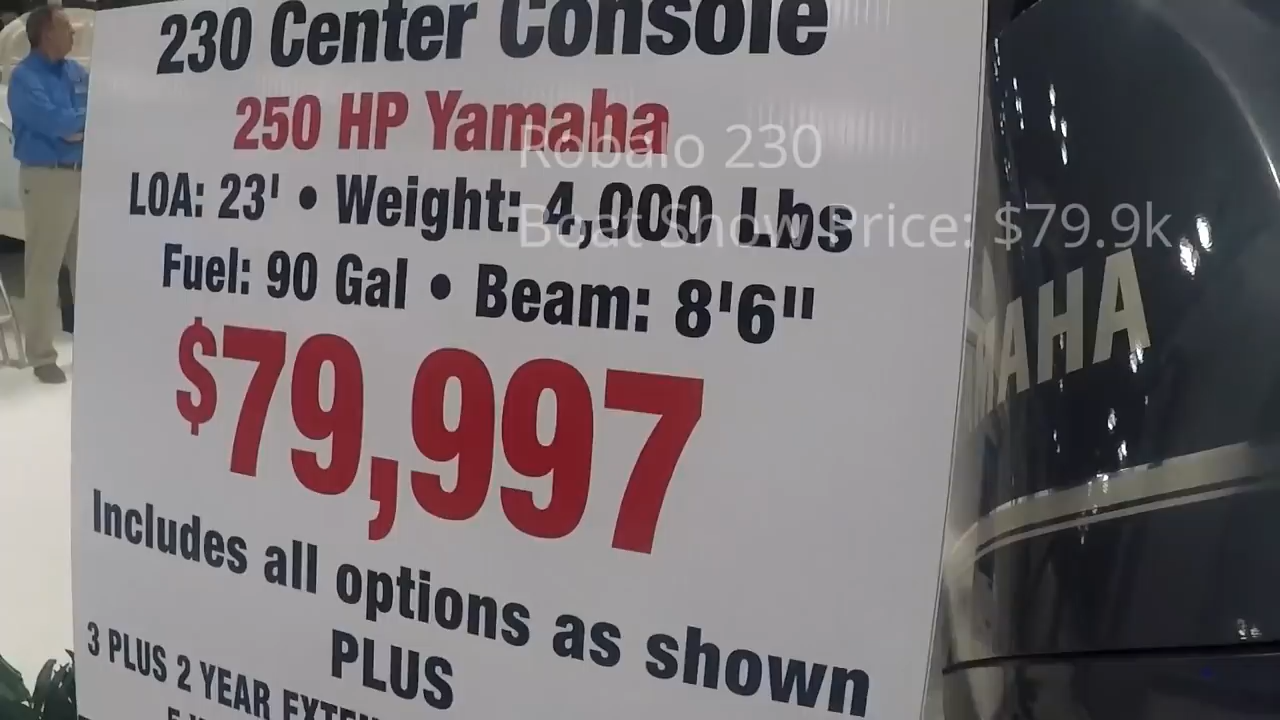 230 Center Console
250 HP Yamaha
LOA: 23' • Weight: 4,000 Lbs
Fuel: 90 Gal • Beam: 8'6"
$79,997
Includes all options as shown
PLUS
3 PLUS 2 YEAR
Robalo 230
Boat Show Price: $79.9k
YAMAHA